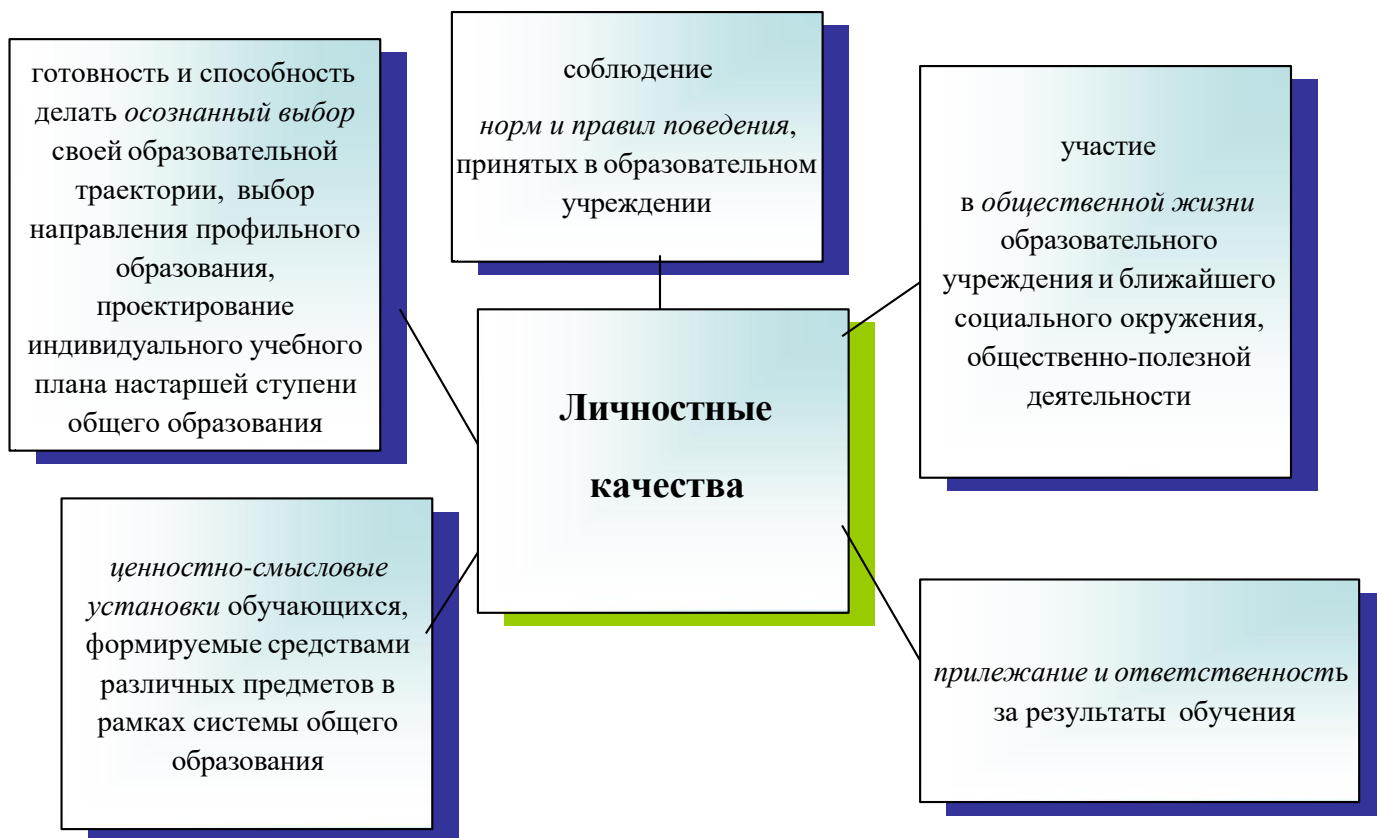 готовность и способность
делать осознанный выбор
своей образовательной
траектории, выбор
направления профильного
образования,
проектирование
индивидуального учебного
плана настаршей ступени
общего образования
соблюдение
норм и правил поведения,
принятых в образовательном
учреждении
участие
в общественной жизни
образовательного
учреждения и ближайшего
социального окружения,
общественно-полезной
деятельности
Личностные
качества
ценностно-смысловые
установки обучающихся,
формируемые средствами
различных предметов в
рамках системы общего
образования
прилежание и ответственность
за результаты обучения